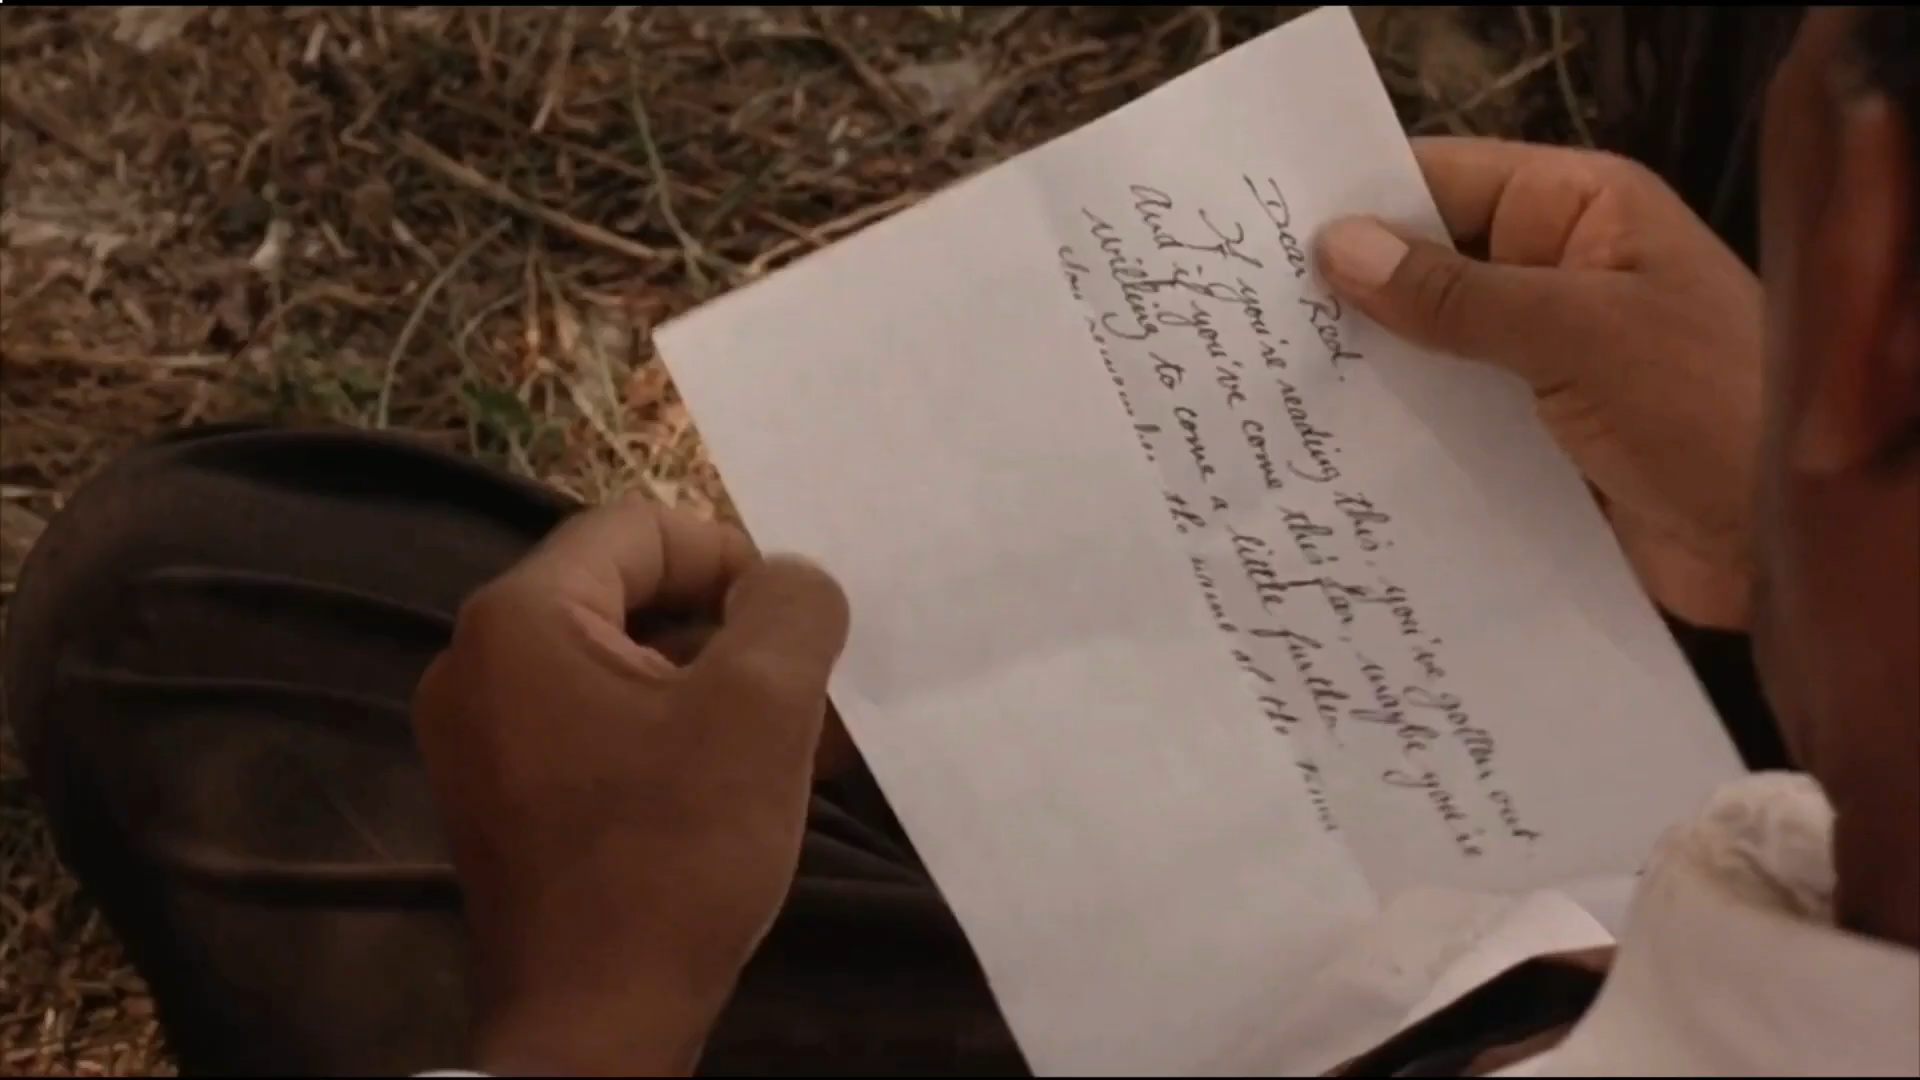 Dear Red.
If you're reading this, you've gotten out.
And if you've come this far, maybe you're
willing to come a little further.
the name of the town